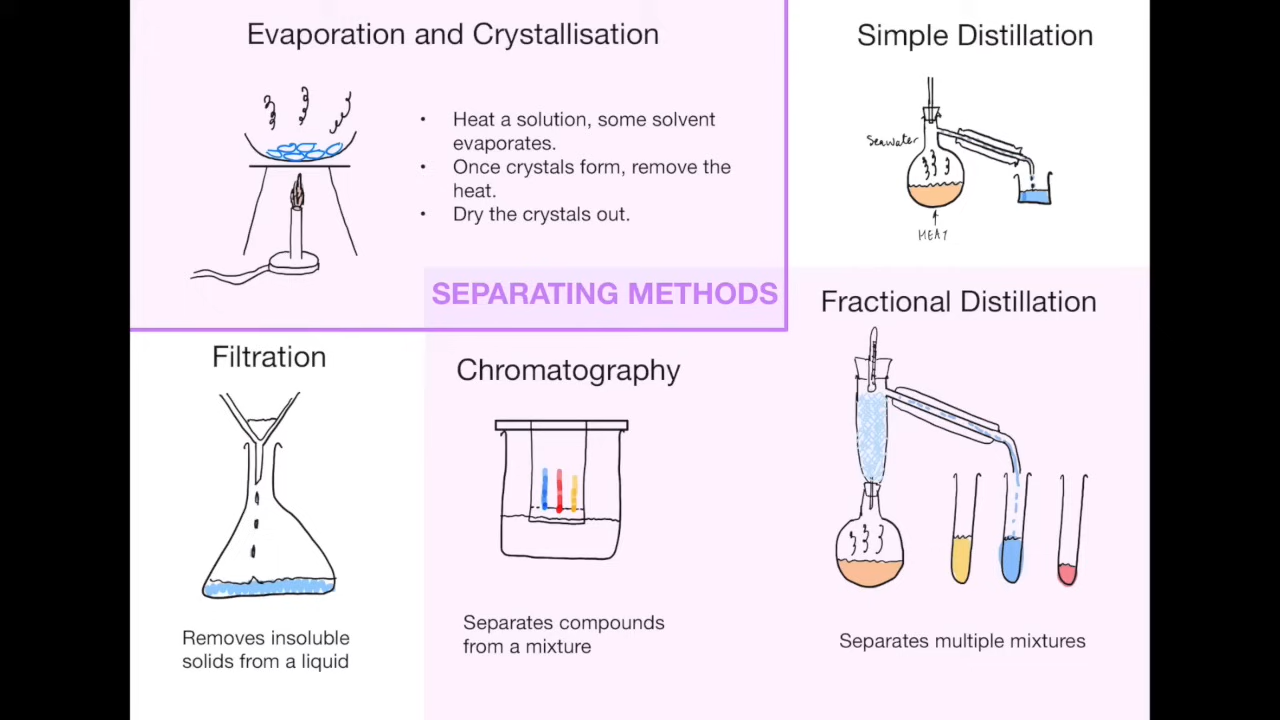 Evaporation and Crystallisation
• Heat a solution, some solvent
evaporates.
• Once crystals form, remove the
heat.
• Dry the crystals out.
Simple Distillation
Seawater
HEAT
SEPARATING METHODS
Fractional Distillation
Filtration
Removes insoluble
solids from a liquid
Chromatography
Separates compounds
from a mixture
Separates multiple mixtures